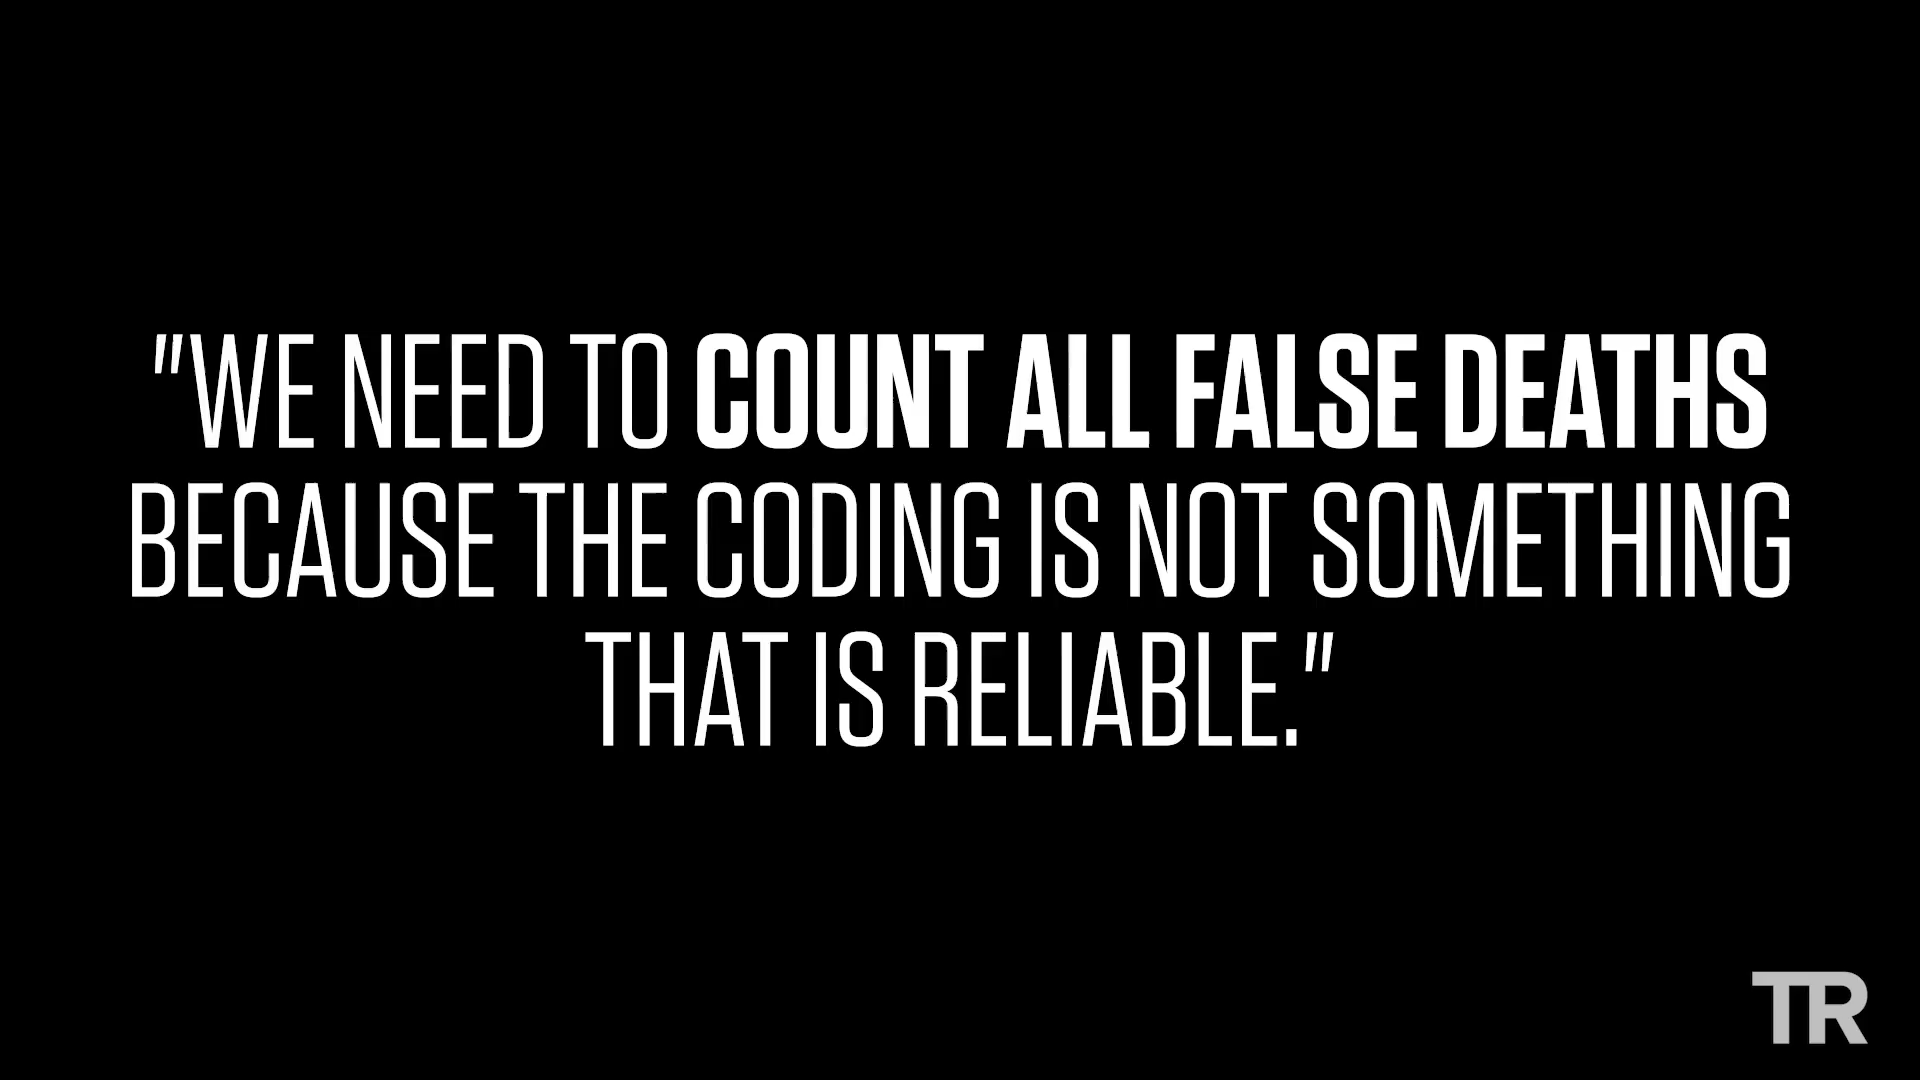 "WE NEED TO COUNT ALL FALSE DEATHS
BECAUSE THE CODING IS NOT SOMETHING
THAT IS RELIABLE."
TR